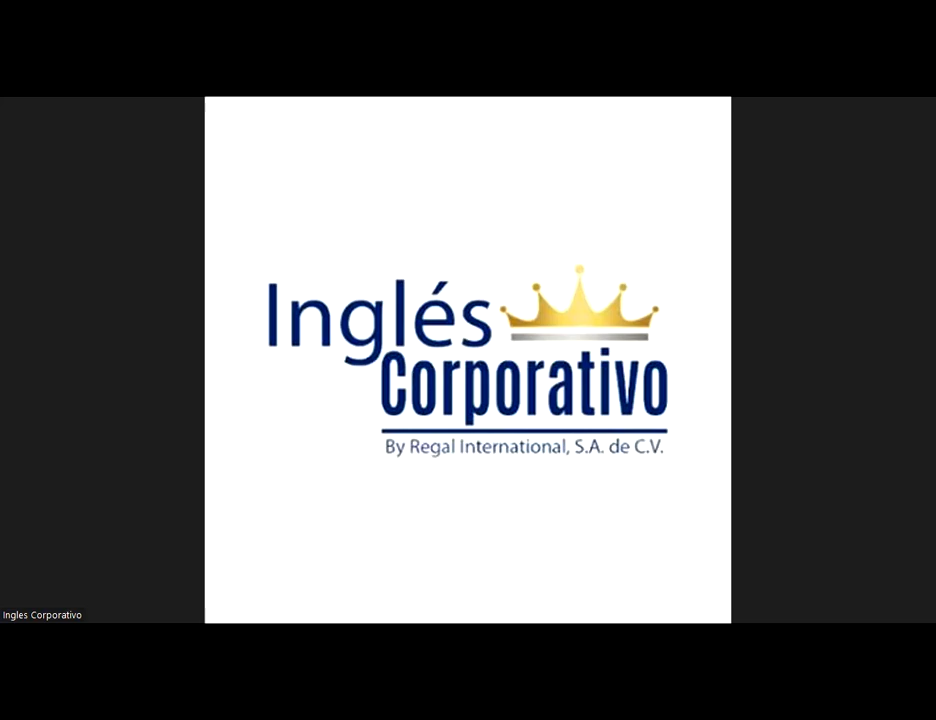 Inglés
Corporativo
By Regal International, S.A. de C.V.
Ingles Corporativo